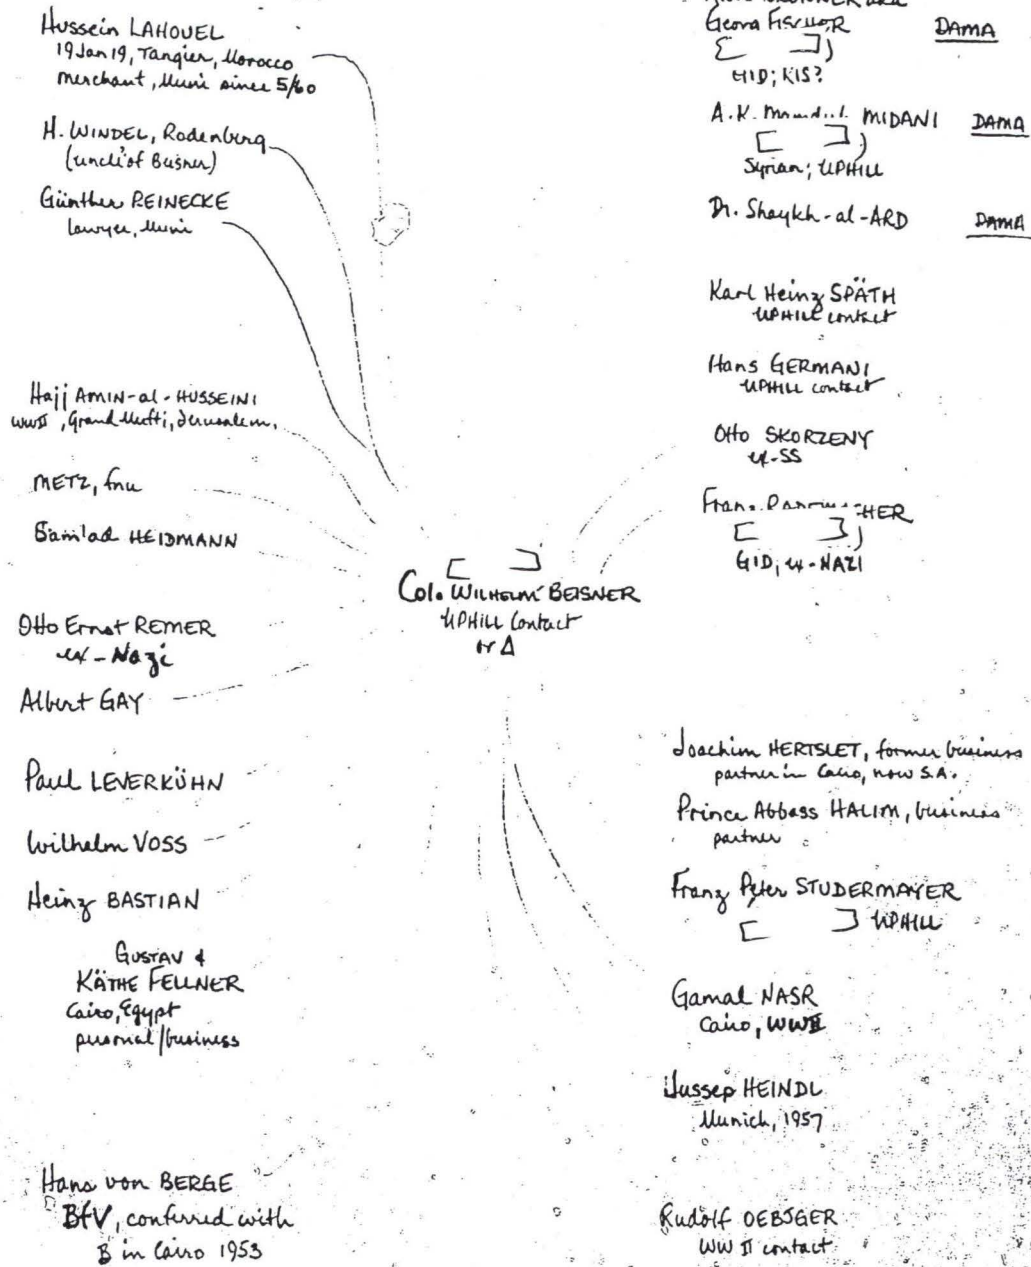 Hussein LAHOUEL
19 Jan 19, Tangier, Morocco
merchant, Muni since 5/60
H. WINDEL, Rodenberg
(uncle of Beisner)
Günther REINECKE
lawyer, Muni
Hajj AMIN-al-HUSSEINI
WWII, Grand Mufti, Jerusalem.
METZ, fnu
HEIDMANN
Otto Ernst REMER
ex-Nazi
Albert GAY
Paul LEVERKÜHN
Wilhelm VOSS
Heinz BASTIAN
GUSTAV &
KÄTHE FELLNER
Cairo, Egypt
personal/business
Hans von BERGE
BfV, conferred with
B in Cairo 1953
Col. WILHELM BEISNER
UPHILL Contact
or Δ
Georg FISCHER DAMA
GID; KIS?
A.K. MIDANI DAMA
Syrian; UPHILL
Dr. Shaykh-al-ARD DAMA
Karl Heinz SPÄTH
UPHILL contact
Hans GERMANI
UPHILL contact
Otto SKORZENY
ex-SS
HER
GID, ex-NAZI
Joachim HERTSLET, former business
partner in Cairo, now S.A.
Prince Abbass HALIM, business
partner
Franz Peter STUDERMAYER
UPHILL
Gamal NASR
Cairo, WWII
Jussep HEINDL
Munich, 1957
Rudolf OEBSGER
WW II contact